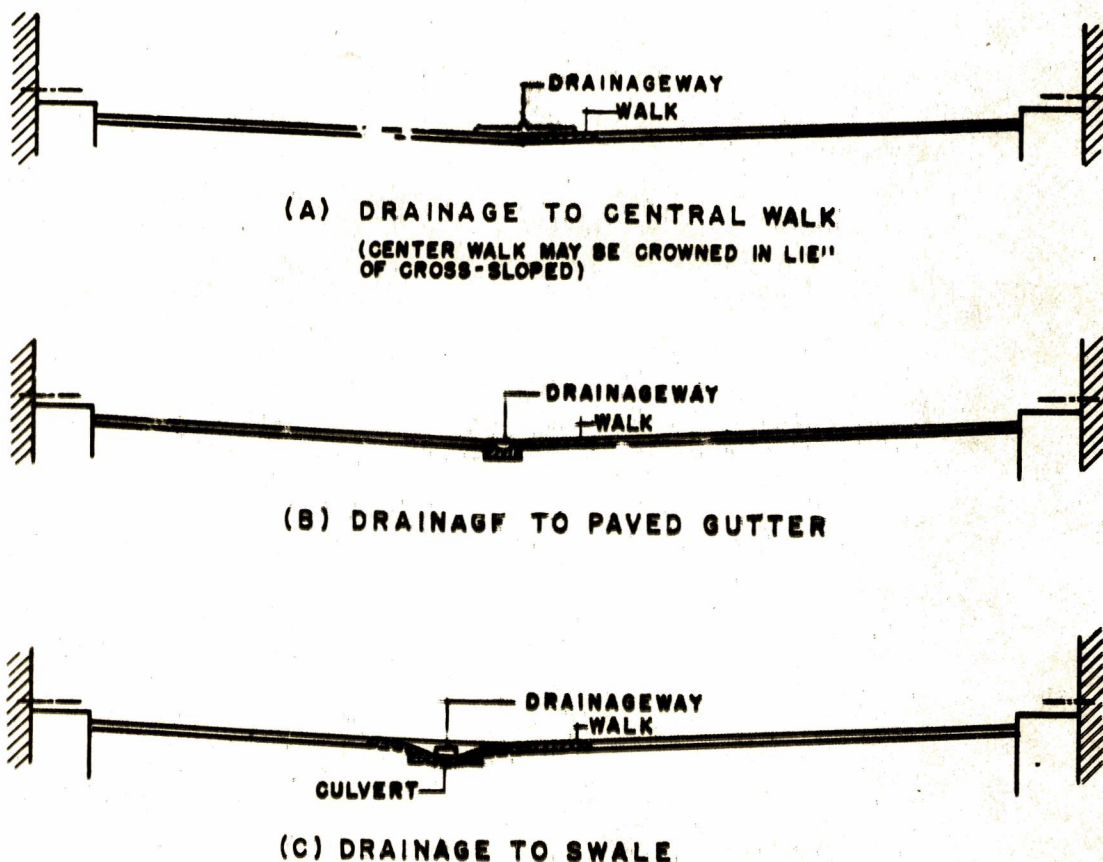 DRAINAGEWAY
WALK
(A) DRAINAGE TO CENTRAL WALK
(CENTER WALK MAY BE CROWNED IN LIE"
OF CROSS-SLOPED)
DRAINAGEWAY
WALK
(B) DRAINAGF TO PAVED GUTTER
DRAINAGEWAY
WALK
CULVERT
(C) DRAINAGE TO SWALE